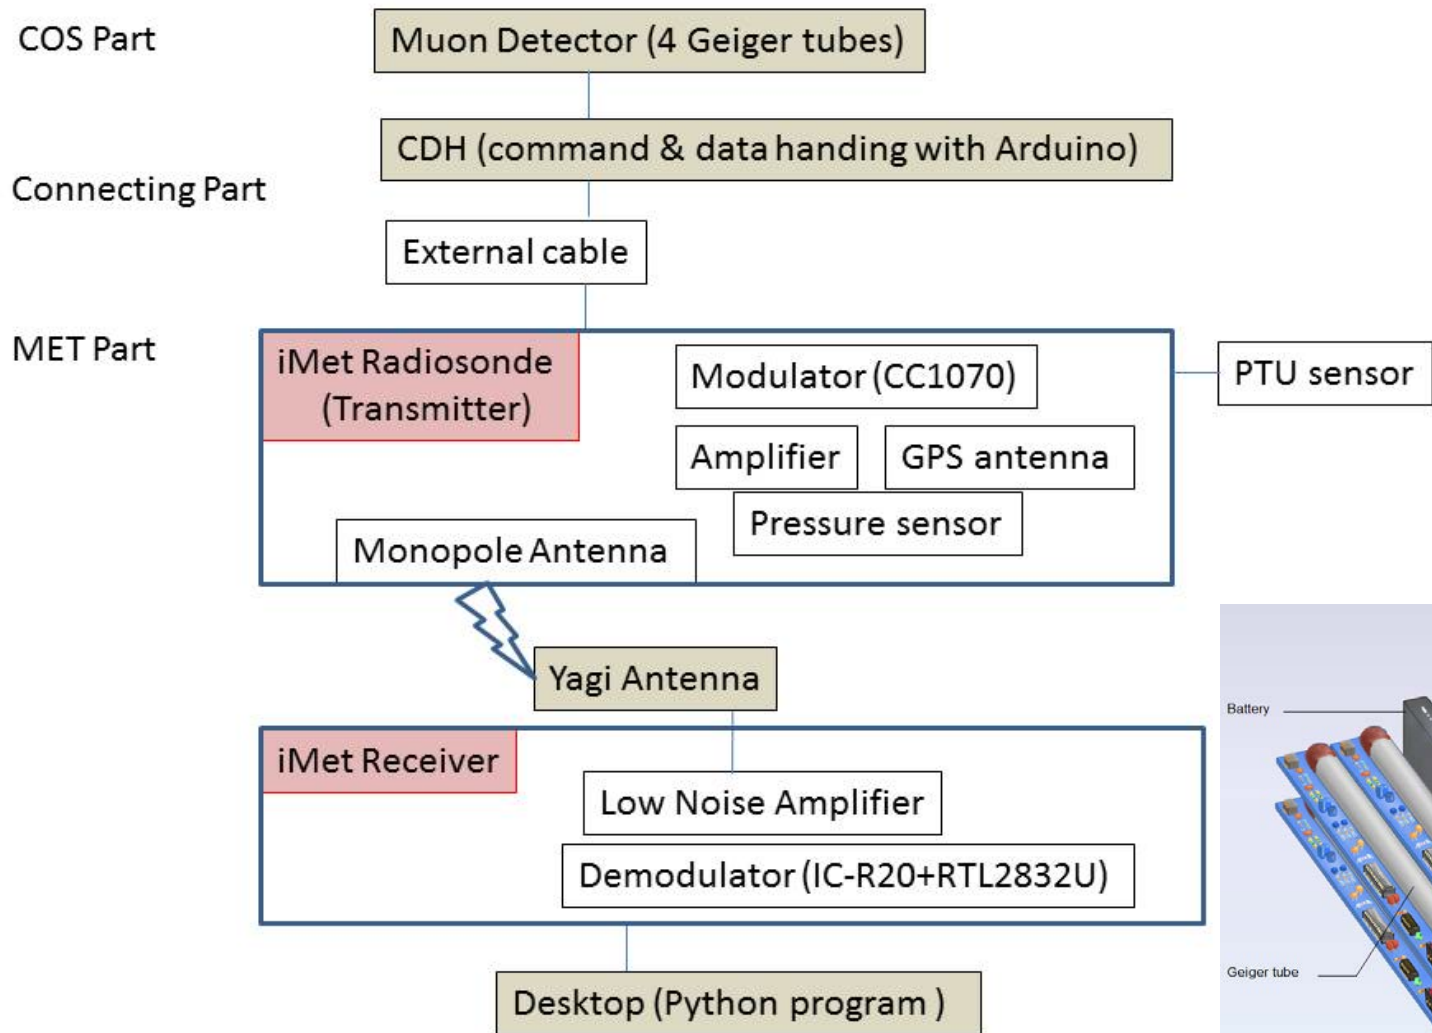 COS Part
Muon Detector (4 Geiger tubes)
CDH (command & data handing with Arduino)
Connecting Part
External cable
MET Part
iMet Radiosonde
(Transmitter)
Modulator (CC1070)
PTU sensor
Amplifier
GPS antenna
Pressure sensor
Monopole Antenna
Yagi Antenna
Battery
iMet Receiver
Low Noise Amplifier
Demodulator (IC-R20+RTL2832U)
Geiger tube
Desktop (Python program )